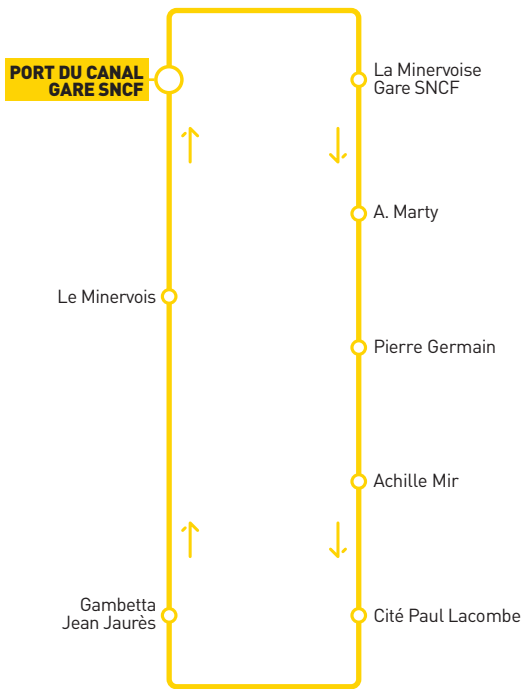 PORT DU CANAL
GARE SNCF
La Minervoise
Gare SNCF
A. Marty
Le Minervois
Pierre Germain
Achille Mir
Gambetta
Jean Jaurès
Cité Paul Lacombe